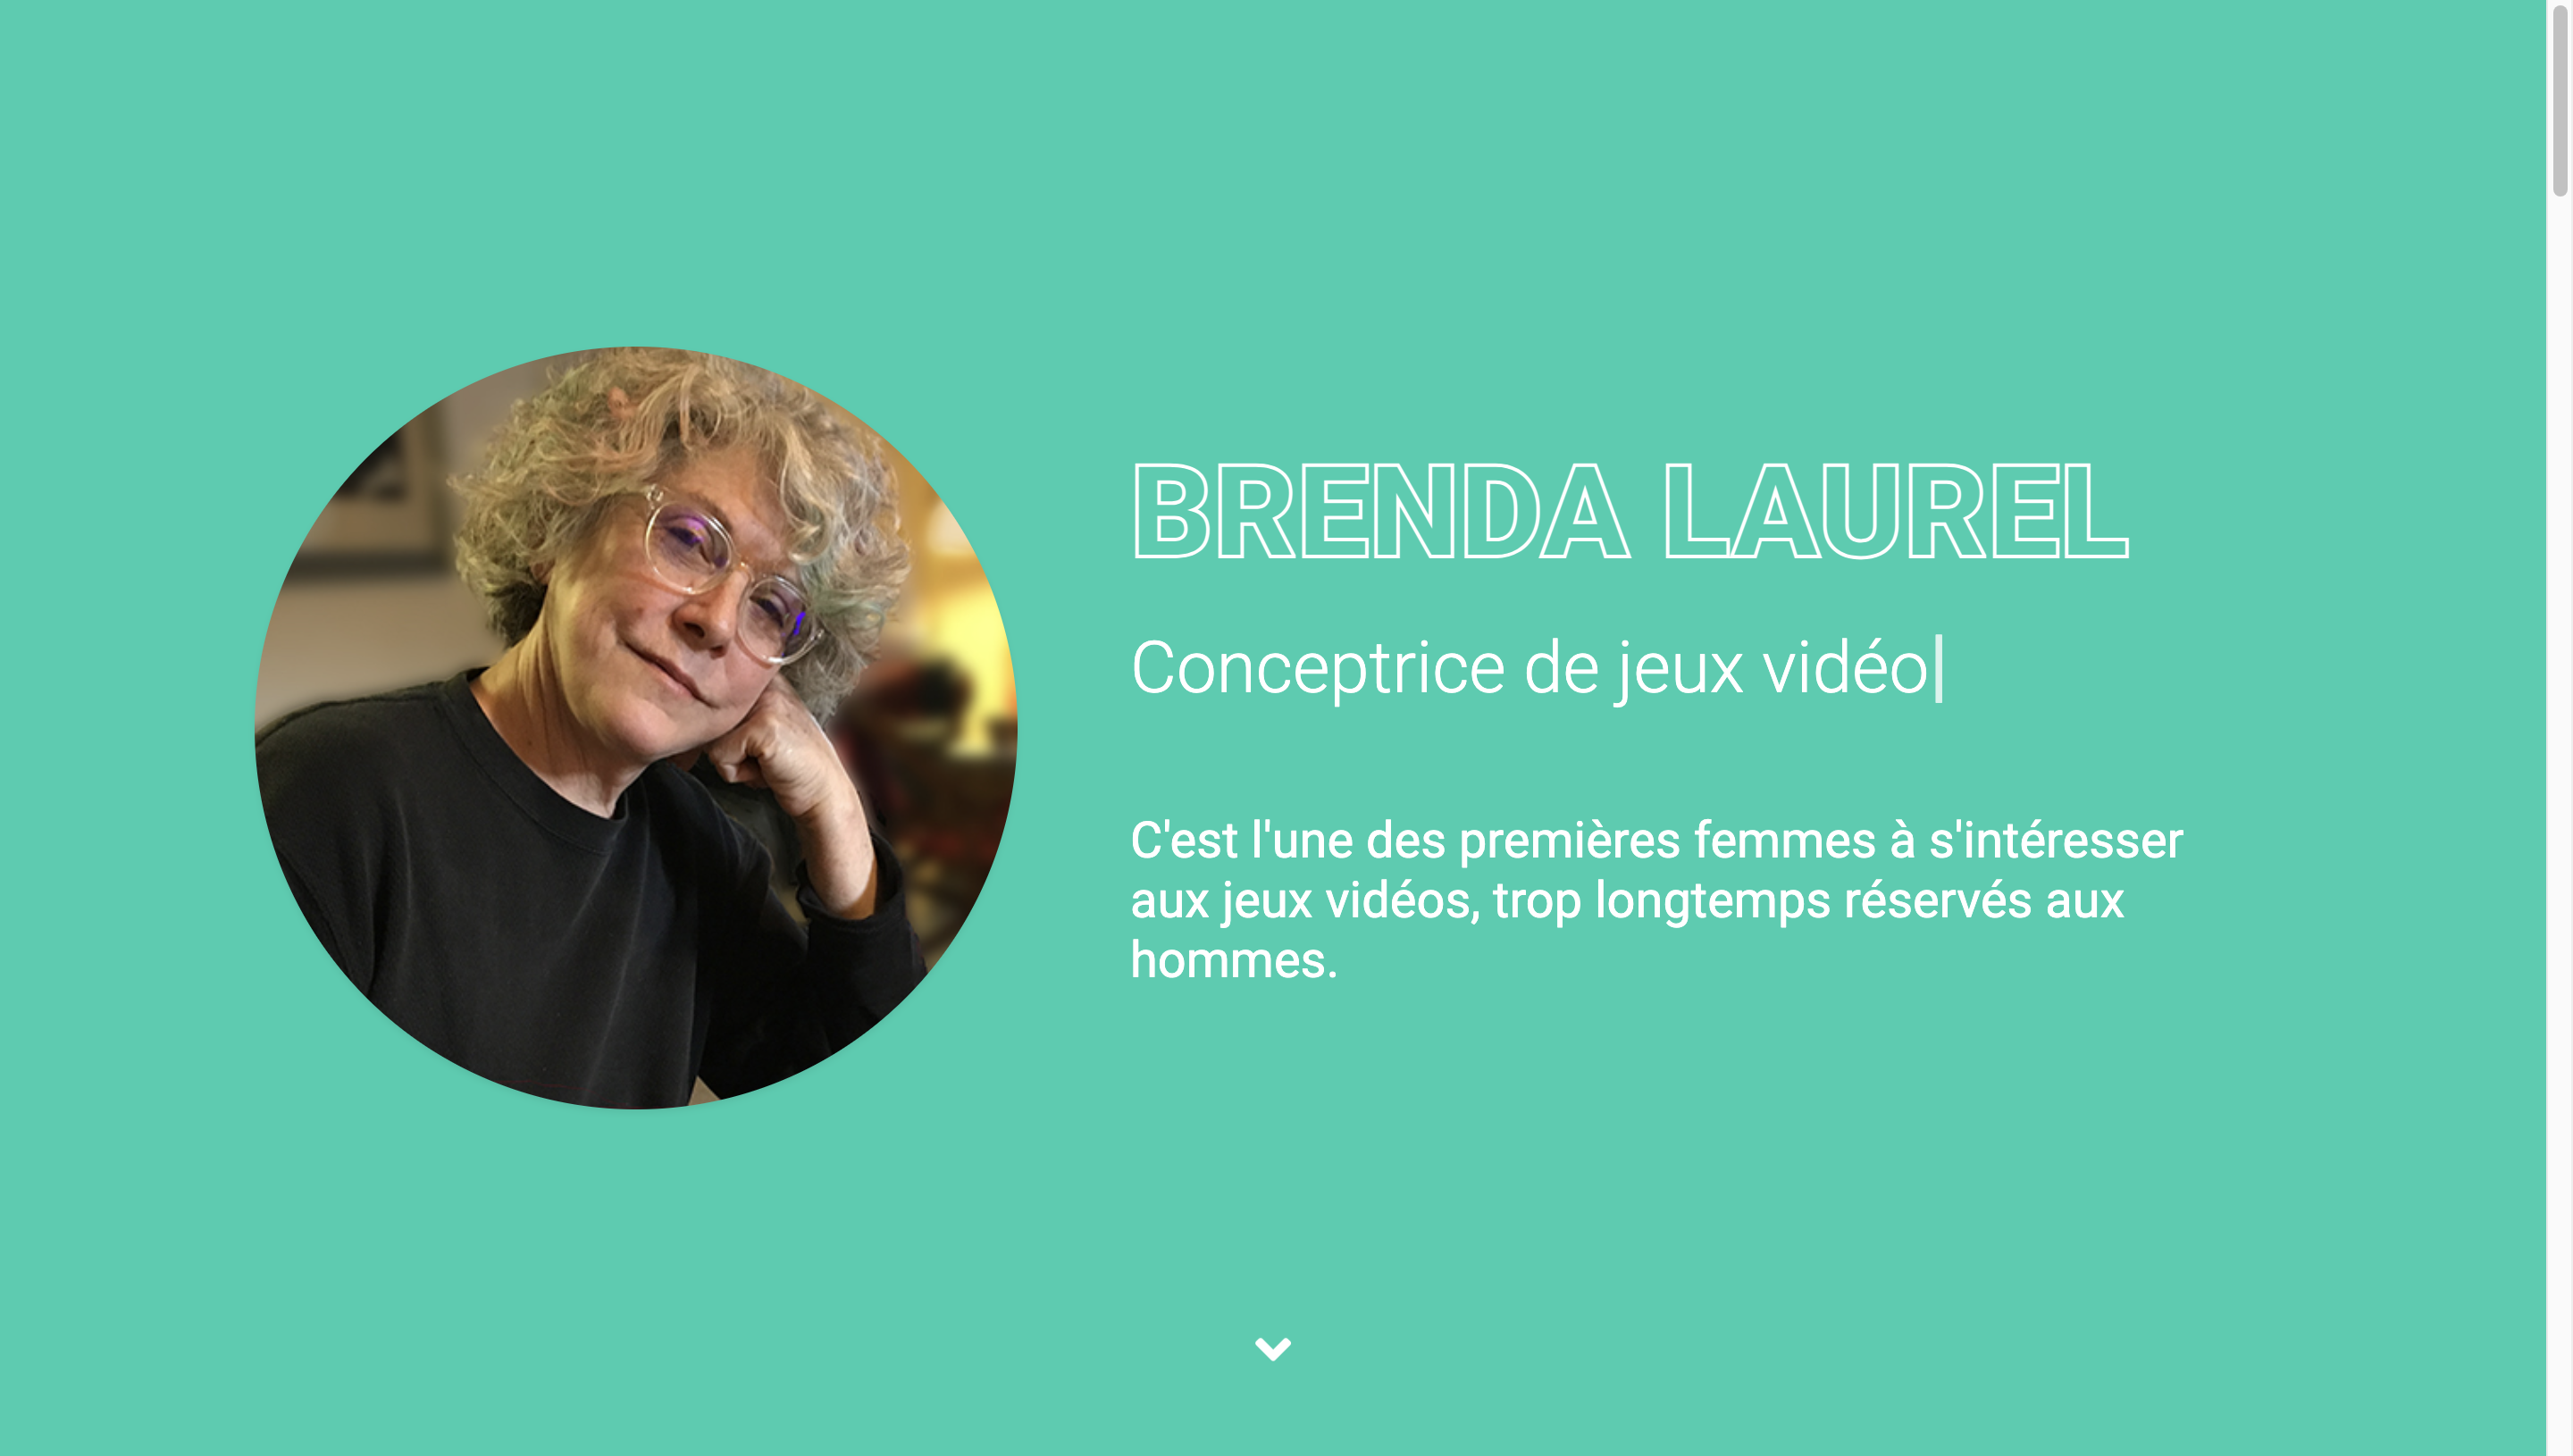 BRENDA LAUREL
Conceptrice de jeux vidéo
C'est l'une des premières femmes à s'intéresser
aux jeux vidéos, trop longtemps réservés aux
hommes.